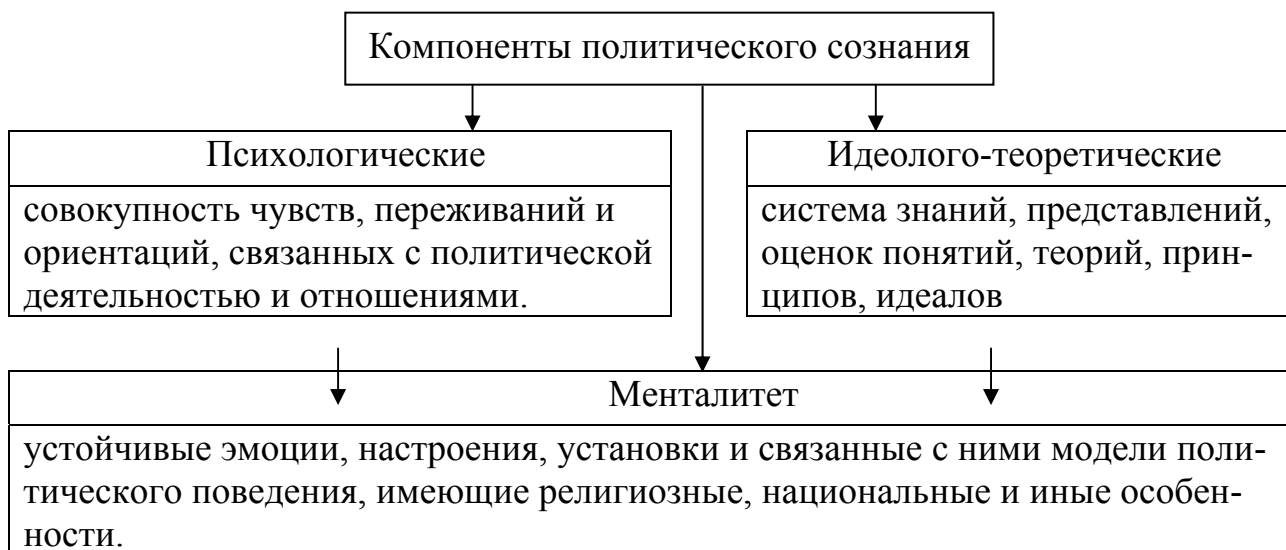 Компоненты политического сознания
Психологические
совокупность чувств, переживаний и
ориентаций, связанных с политической
деятельностью и отношениями.
Идеолого-теоретические
система знаний, представлений,
оценок понятий, теорий, прин-
ципов, идеалов
Менталитет
устойчивые эмоции, настроения, установки и связанные с ними модели поли-
тического поведения, имеющие религиозные, национальные и иные особен-
ности.